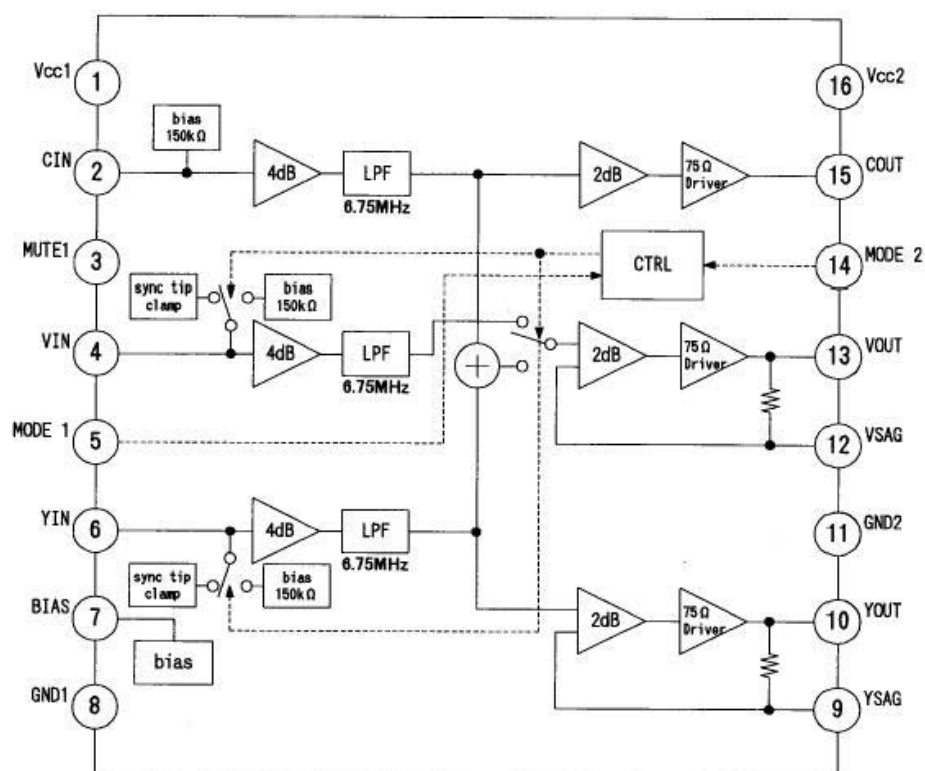 Vcc1
1
16
Vcc2
bias
150kΩ
CIN
2
4dB
LPF
6.75MHz
2dB
75Ω
Driver
15
COUT
MUTE1
3
CTRL
14
MODE 2
sync tip
clamp
bias
150kΩ
VIN
4
4dB
LPF
6.75MHz
2dB
75Ω
Driver
13
VOUT
MODE 1
5
12
VSAG
YIN
6
4dB
LPF
6.75MHz
11
GND2
sync tip
clamp
bias
150kΩ
BIAS
7
bias
2dB
75Ω
Driver
10
YOUT
GND1
8
9
YSAG